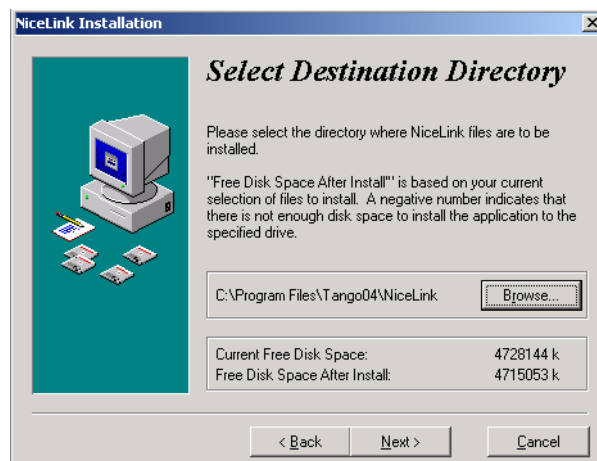 NiceLink Installation
Select Destination Directory
Please select the directory where NiceLink files are to be
installed.
"Free Disk Space After Install"' is based on your current
selection of files to install. A negative number indicates that
there is not enough disk space to install the application to the
specified drive.
C:\Program Files\Tango04\NiceLink
Browse...
Current Free Disk Space: 4728144 k
Free Disk Space After Install: 4715053 k
< Back Next > Cancel